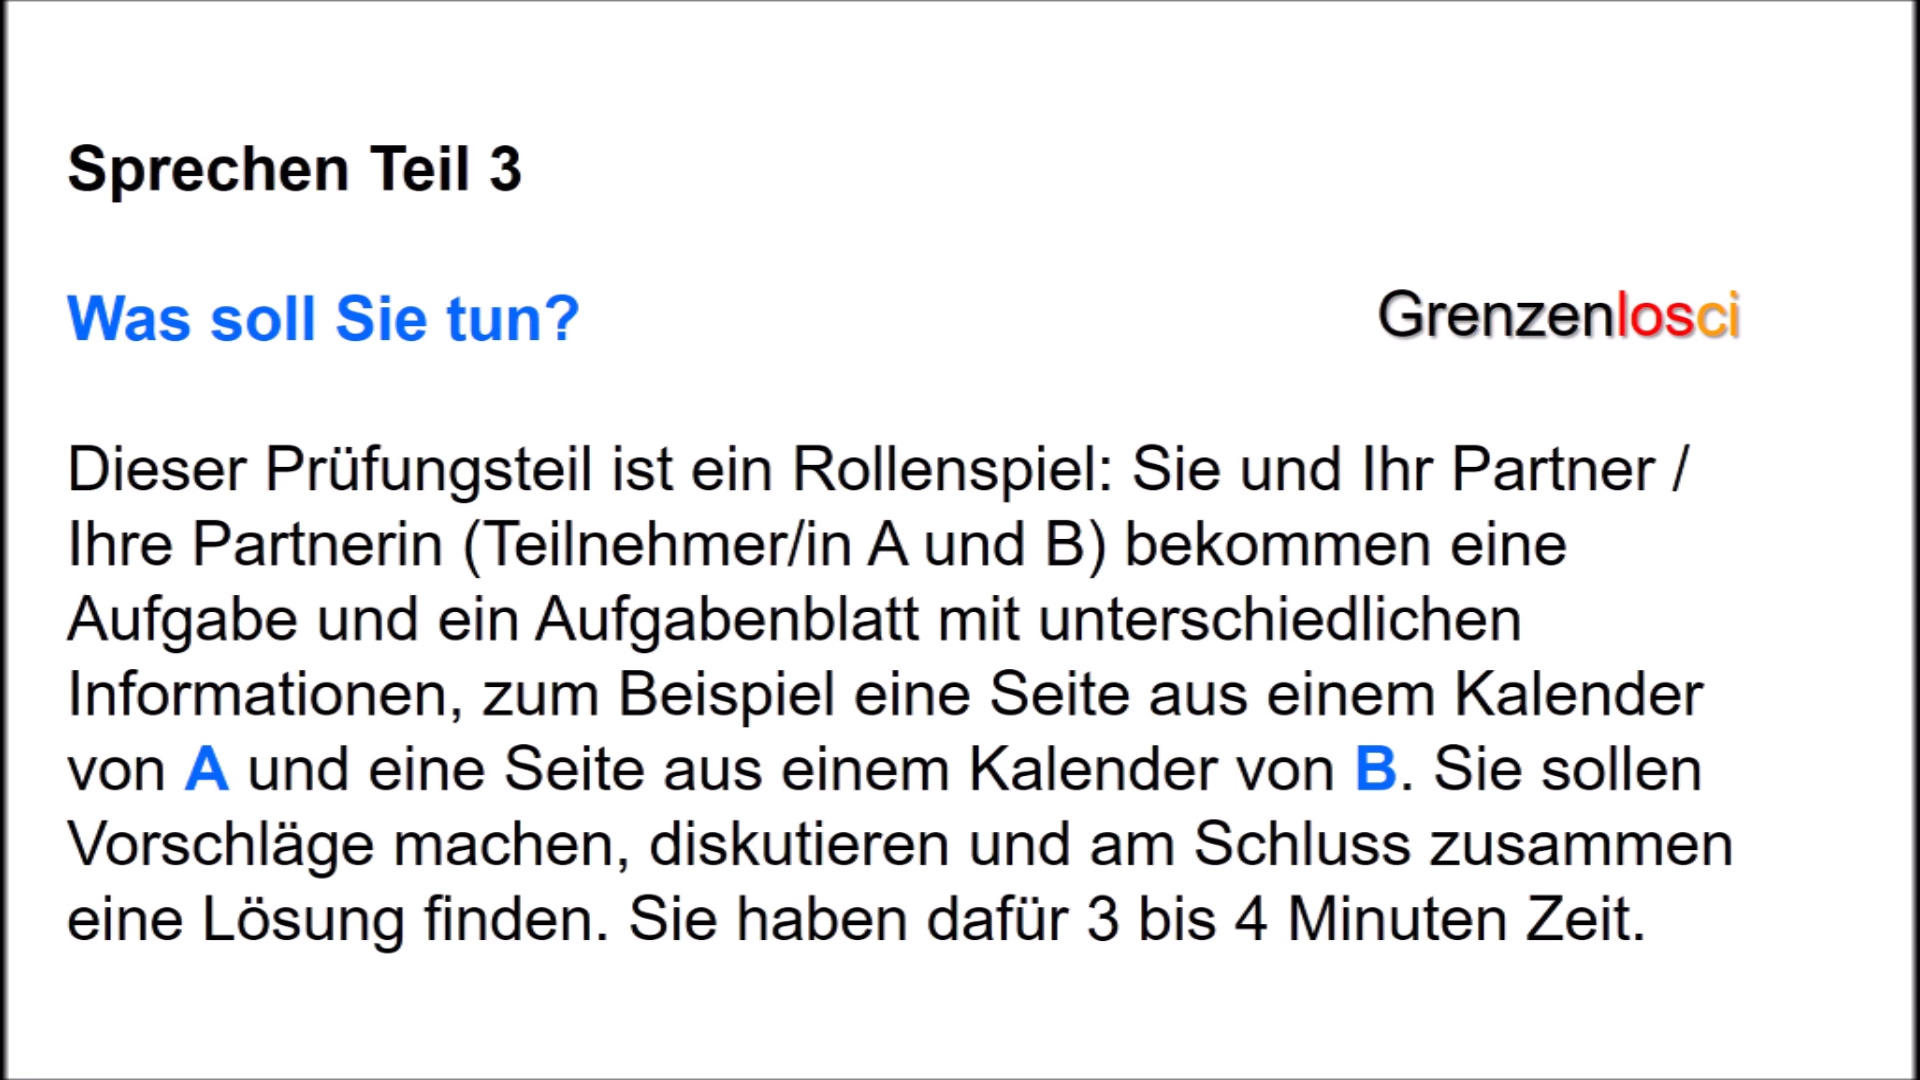 Sprechen Teil 3
Was soll Sie tun?
Grenzenlosci
Dieser Prüfungsteil ist ein Rollenspiel: Sie und Ihr Partner /
Ihre Partnerin (Teilnehmer/in A und B) bekommen eine
Aufgabe und ein Aufgabenblatt mit unterschiedlichen
Informationen, zum Beispiel eine Seite aus einem Kalender
von A und eine Seite aus einem Kalender von B. Sie sollen
Vorschläge machen, diskutieren und am Schluss zusammen
eine Lösung finden. Sie haben dafür 3 bis 4 Minuten Zeit.